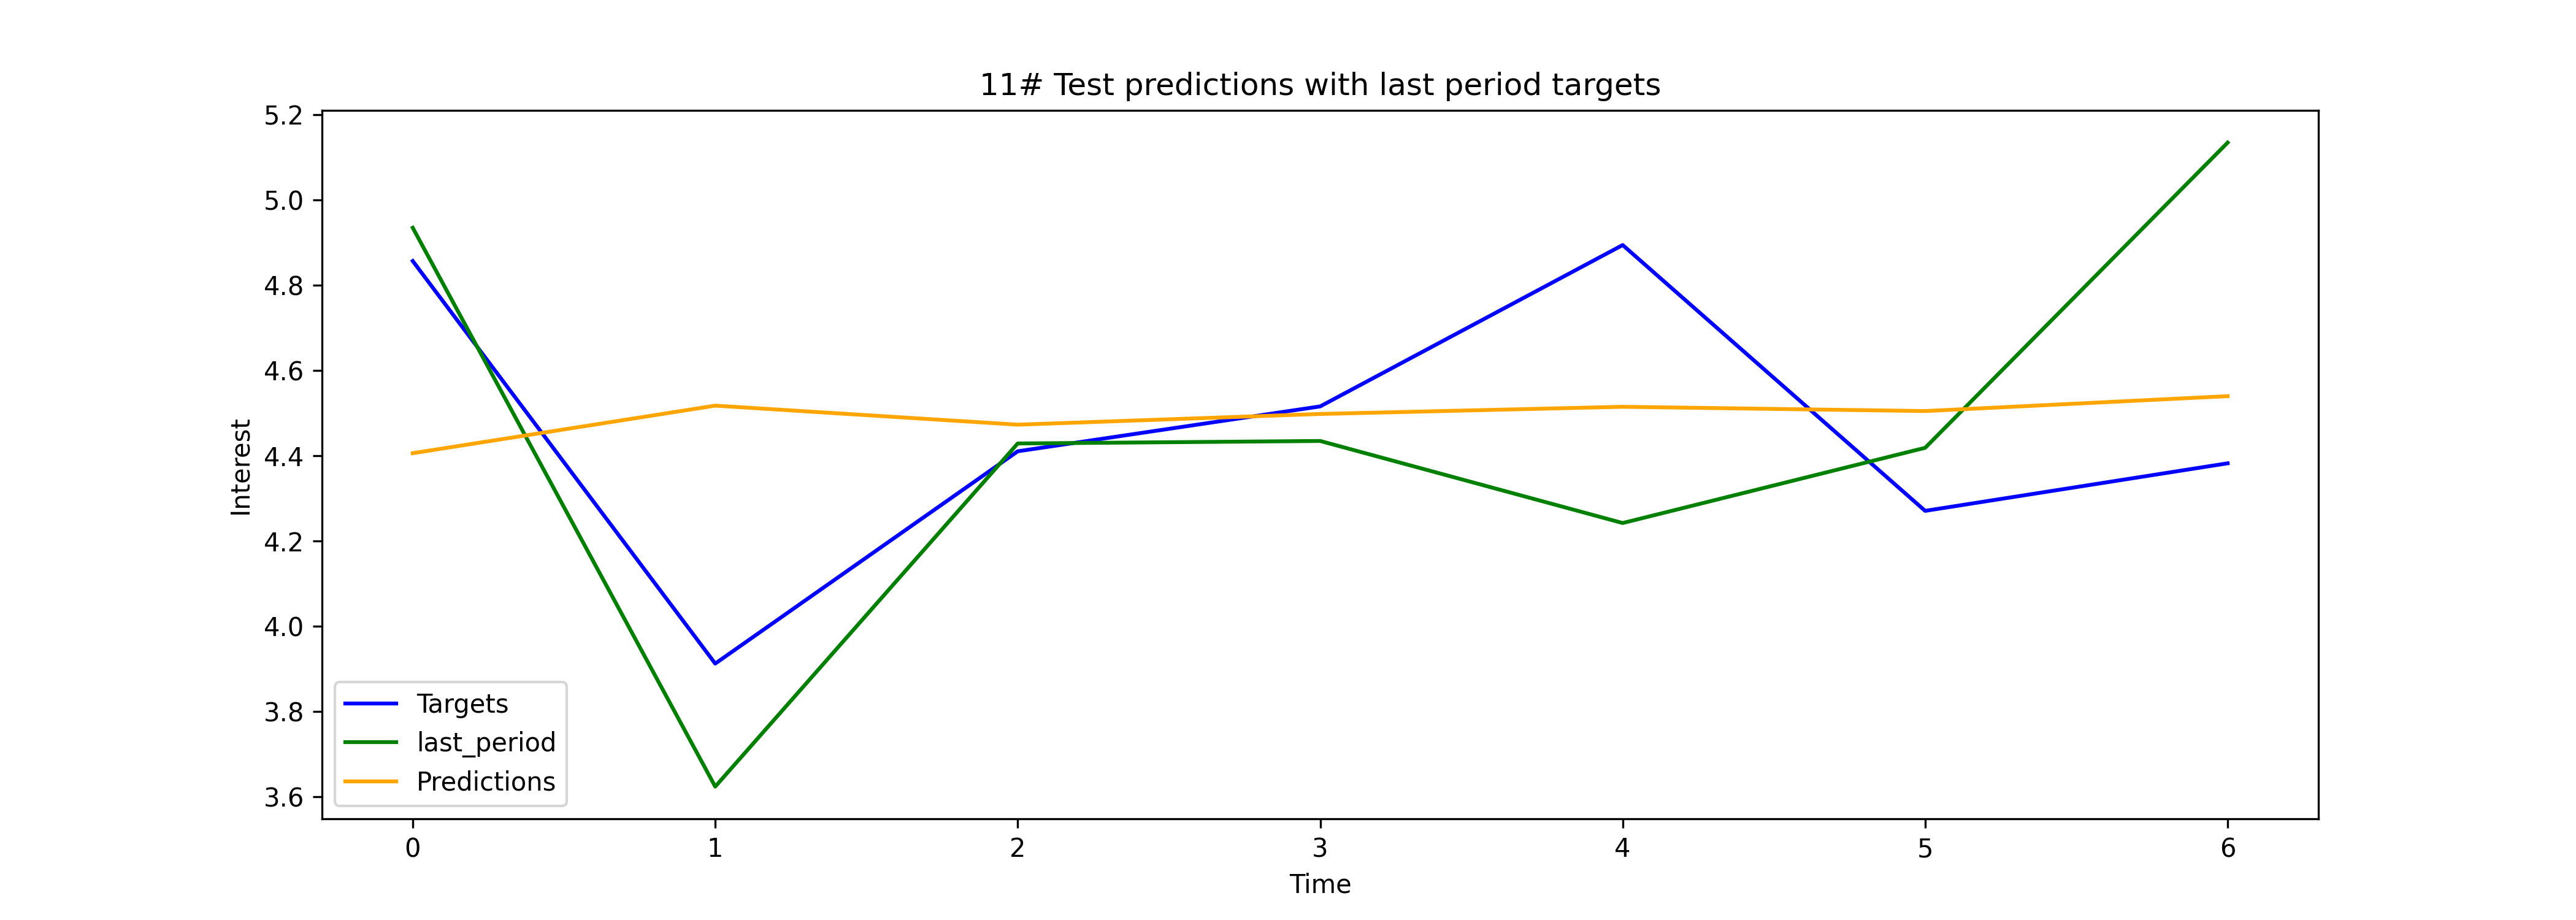 11# Test predictions with last period targets
5.2
5.0
4.8
4.6
4.4
4.2
4.0
3.8
3.6
Interest
Targets
last_period
Predictions
0 1 2 3 4 5 6
Time